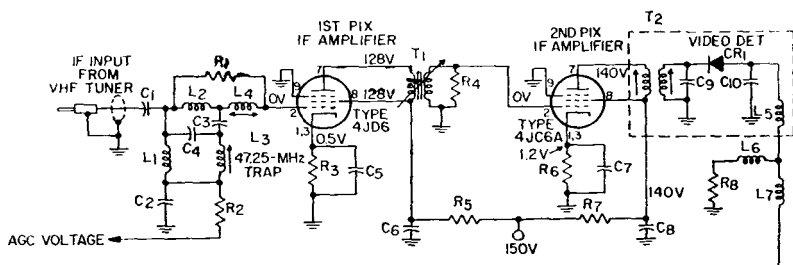 T2
1ST PIX
IF AMPLIFIER
2ND PIX
IF AMPLIFIER
VIDEO DET
IF INPUT
FROM
VHF TUNER
R1
7
128V
T1
7
140V
CR1
C1
L2
L4
9
R4
9
C9
C10
0V
2
128V
8
0V
2
8
C3
TYPE
4JD6
TYPE
4JC6A
L5
C4
L3
1,3
0.5V
1,3
L1
47.25-MHz
TRAP
1.2V
L6
R3
C5
R6
C7
140V
R8
L7
C2
R2
R5
R7
AGC VOLTAGE
C6
150V
C8